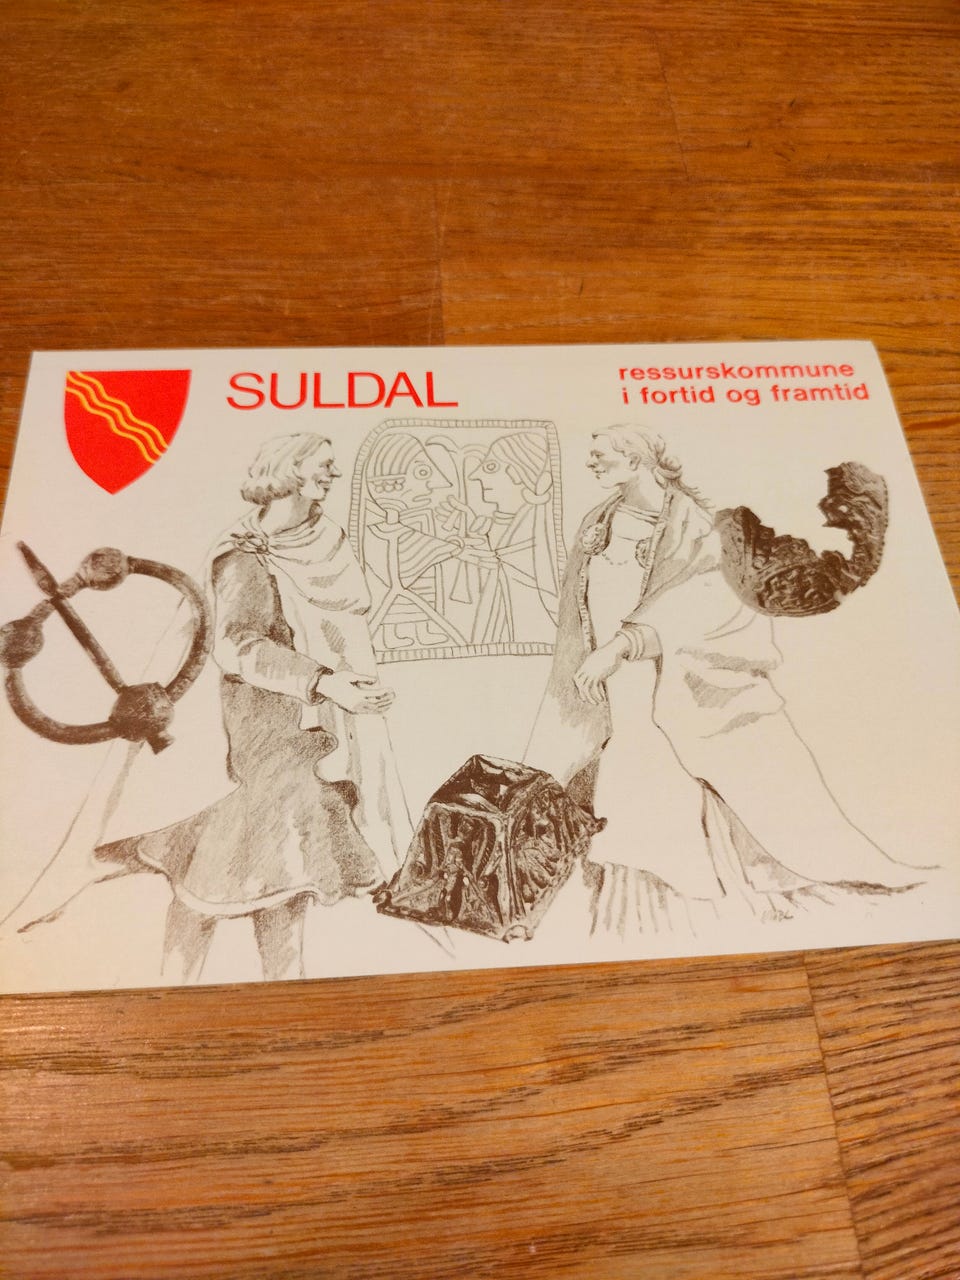 SULDAL
ressurskommune
i fortid og framtid